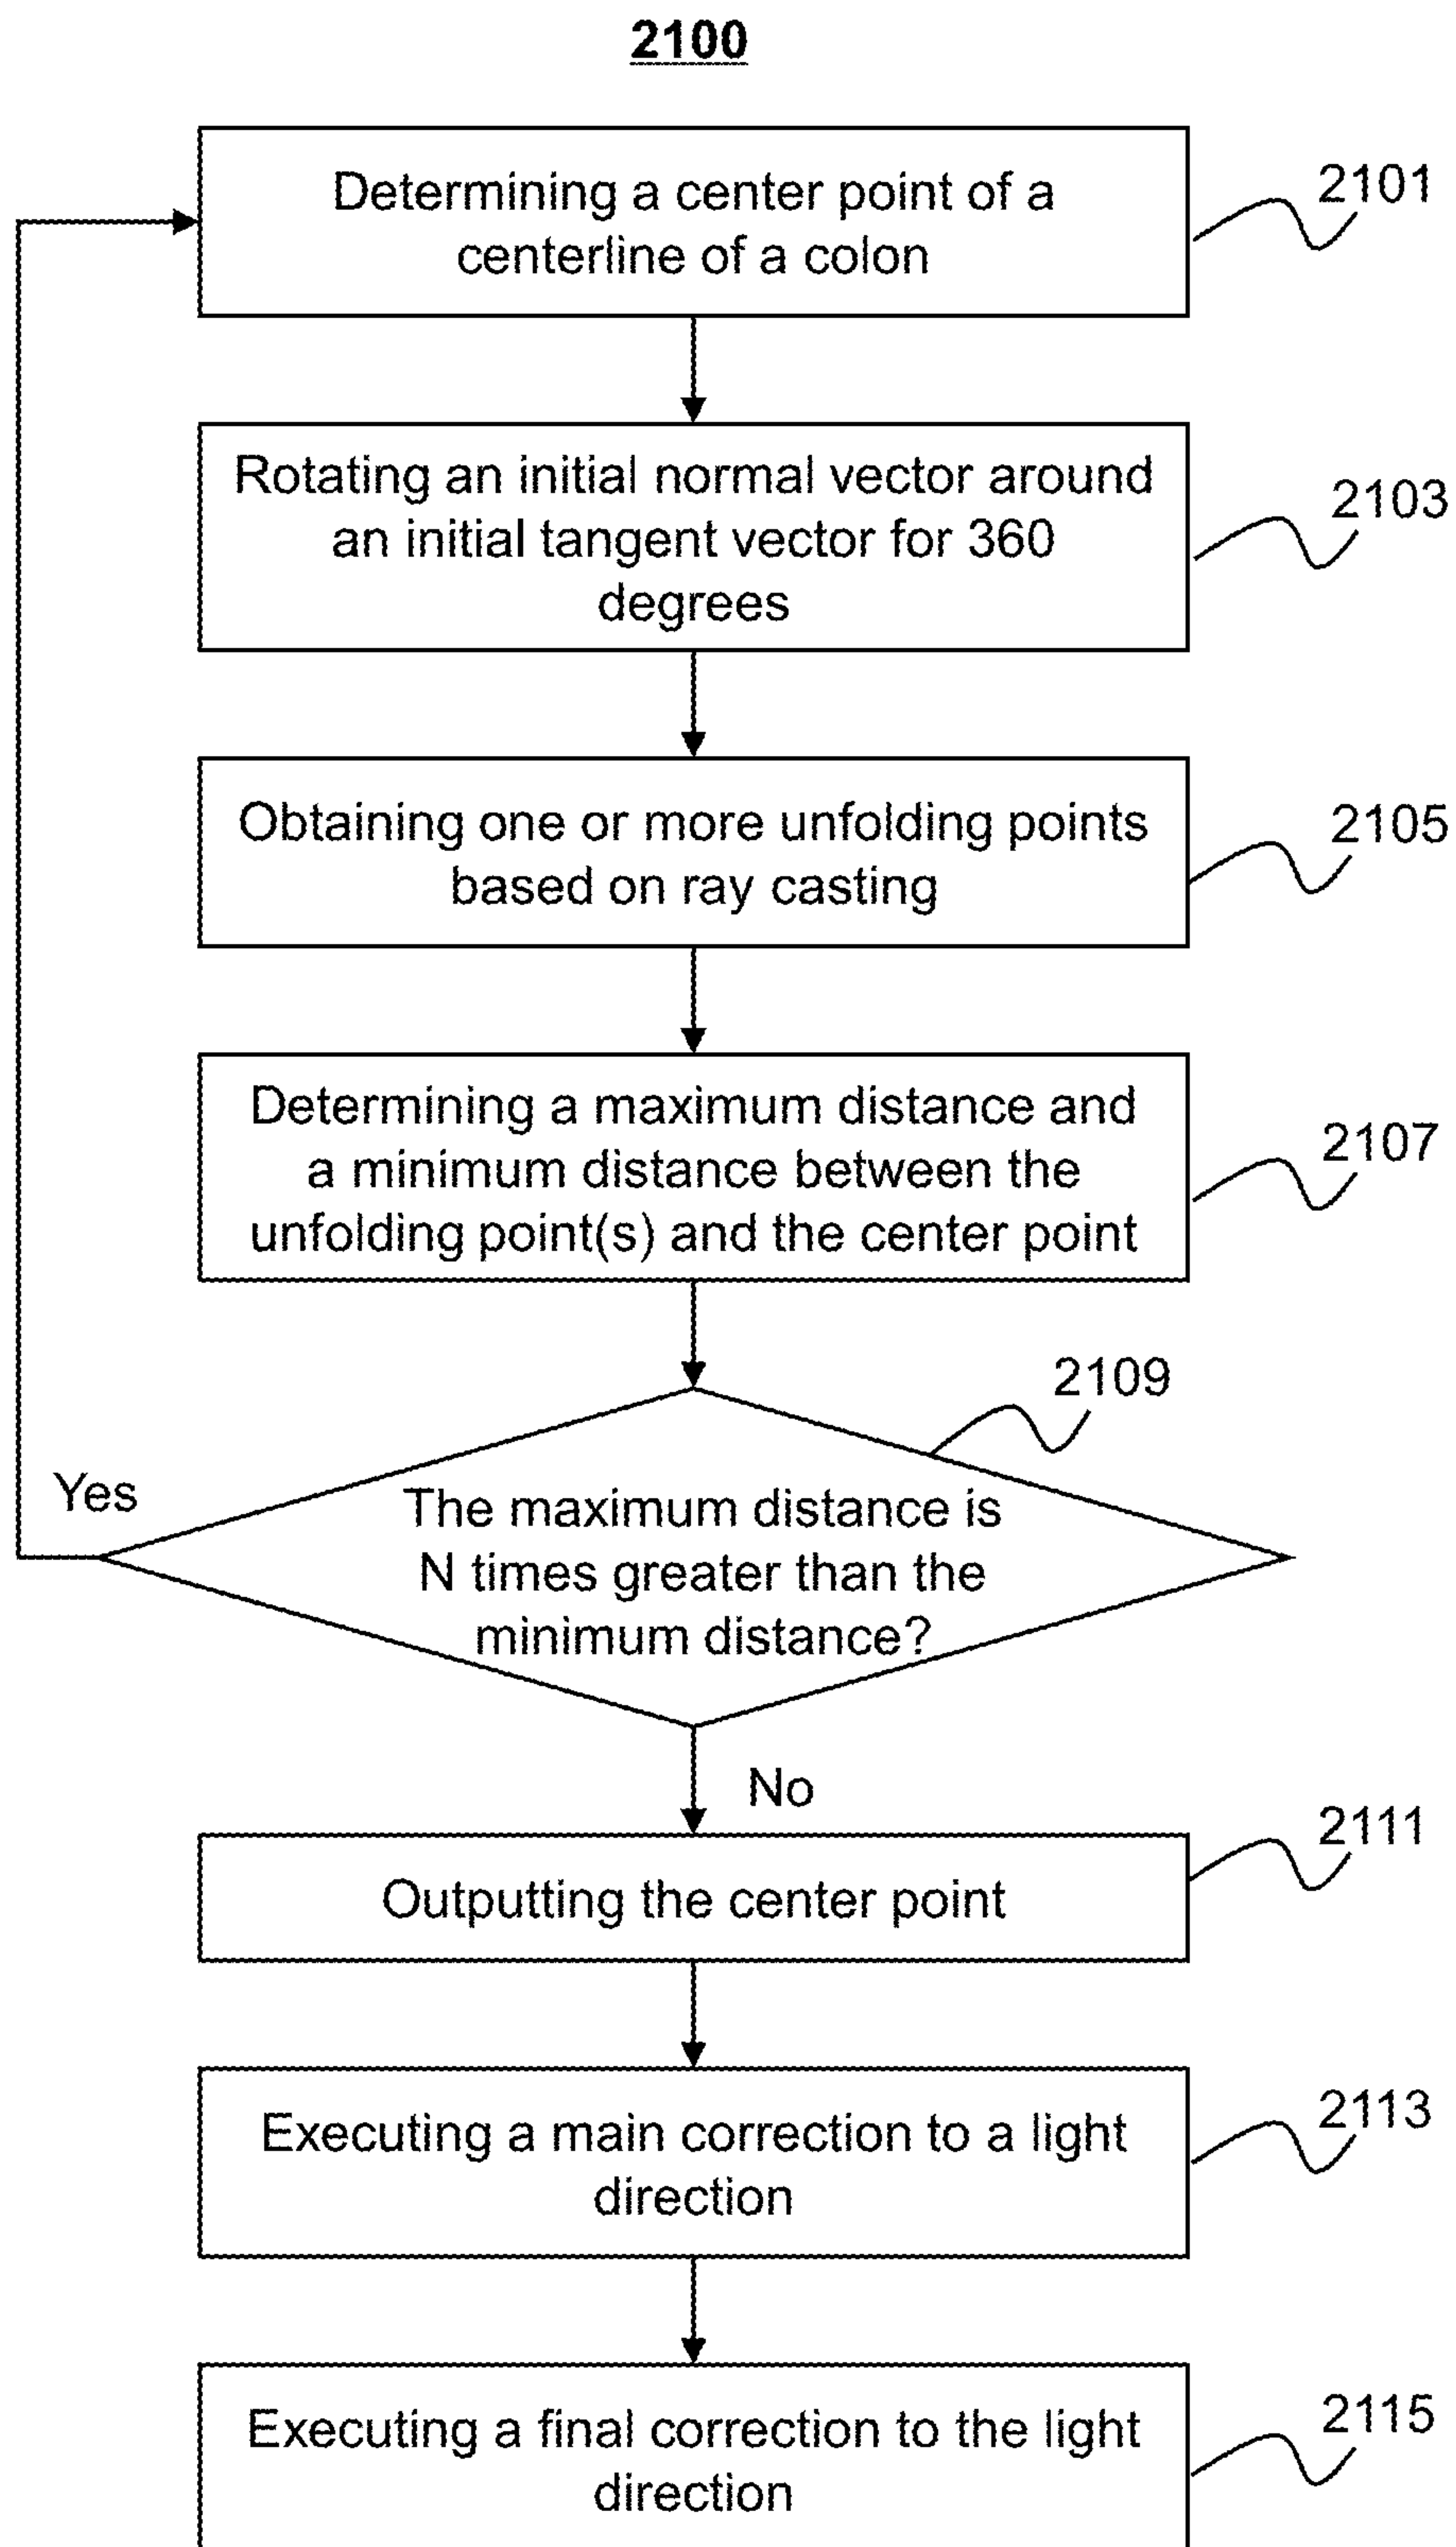 2100
Determining a center point of a
centerline of a colon
2101
Rotating an initial normal vector around
an initial tangent vector for 360
degrees
2103
Obtaining one or more unfolding points
based on ray casting
2105
Determining a maximum distance and
a minimum distance between the
unfolding point(s) and the center point
2107
2109
Yes
The maximum distance is
N times greater than the
minimum distance?
No
2111
Outputting the center point
Executing a main correction to a light
direction
2113
Executing a final correction to the light
direction
2115